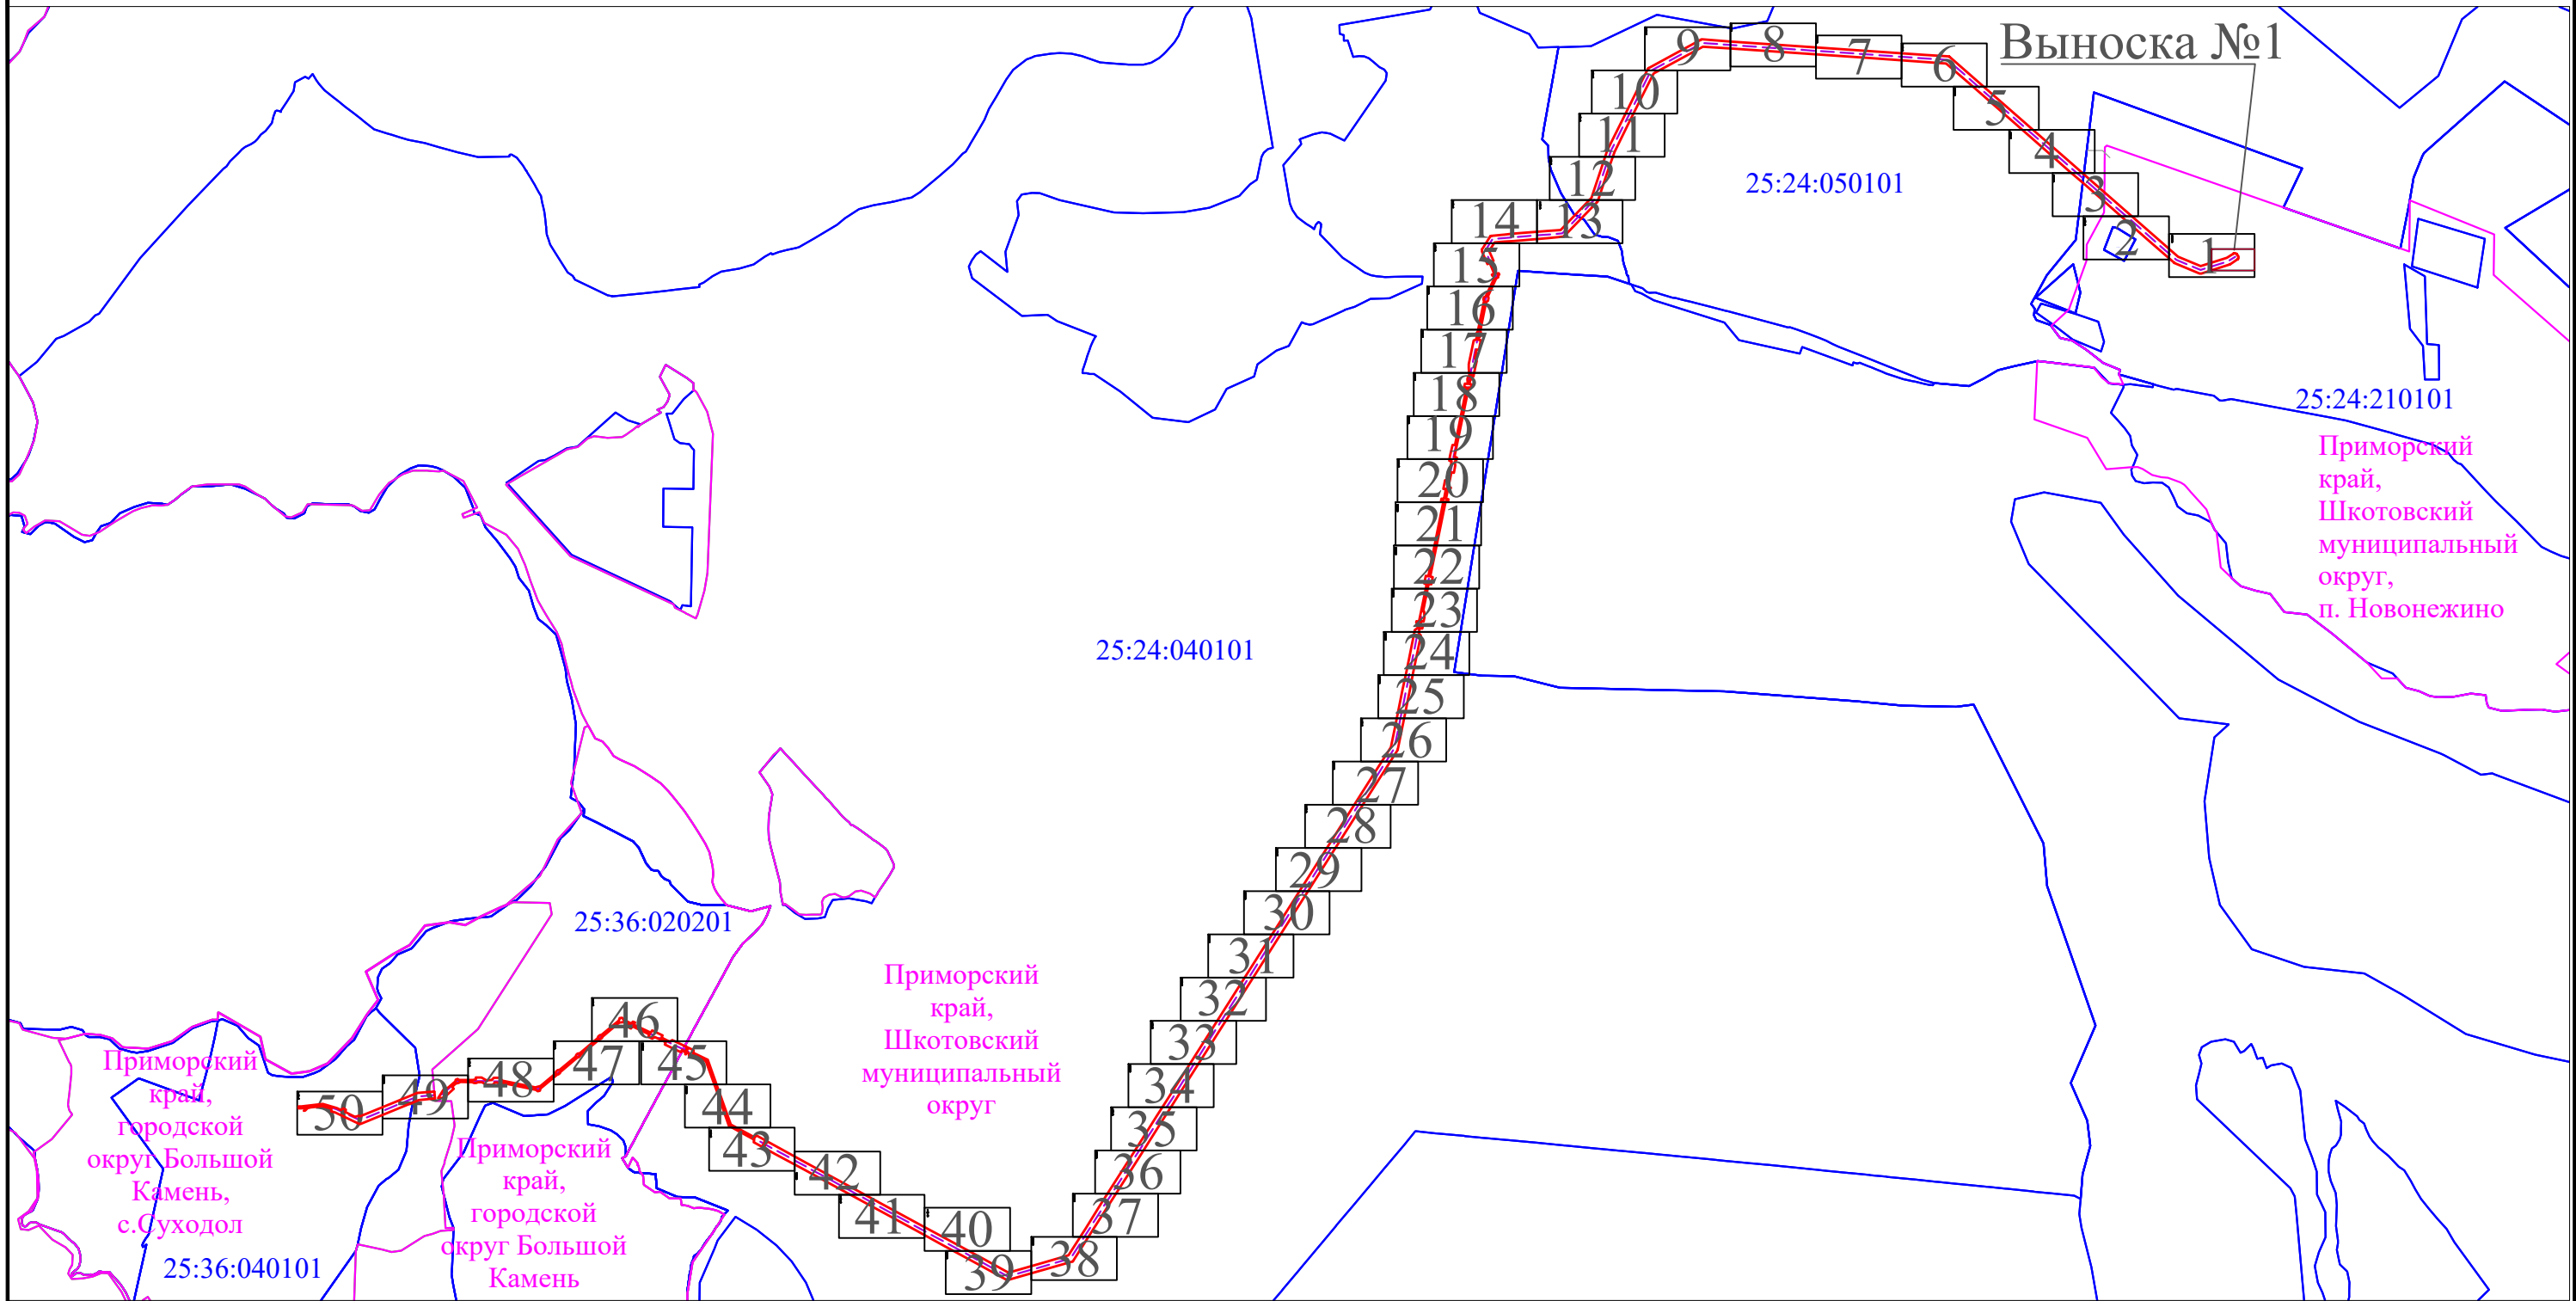 Выноска №1
9
8
7
6
10
5
11
4
12
25:24:050101
3
14
13
2
1
15
16
17
18
25:24:210101
19
Приморский
край,
Шкотовский
муниципальный
округ,
п. Новонежино
20
21
22
23
24
25:24:040101
25
26
27
28
29
30
25:36:020201
31
32
33
34
35
36
37
38
39
40
41
42
43
44
45
46
47
48
49
50
Приморский
край,
Шкотовский
муниципальный
округ
Приморский
край,
городской
округ Большой
Камень,
с.Суходол
Приморский
край,
городской
округ Большой
Камень
25:36:040101